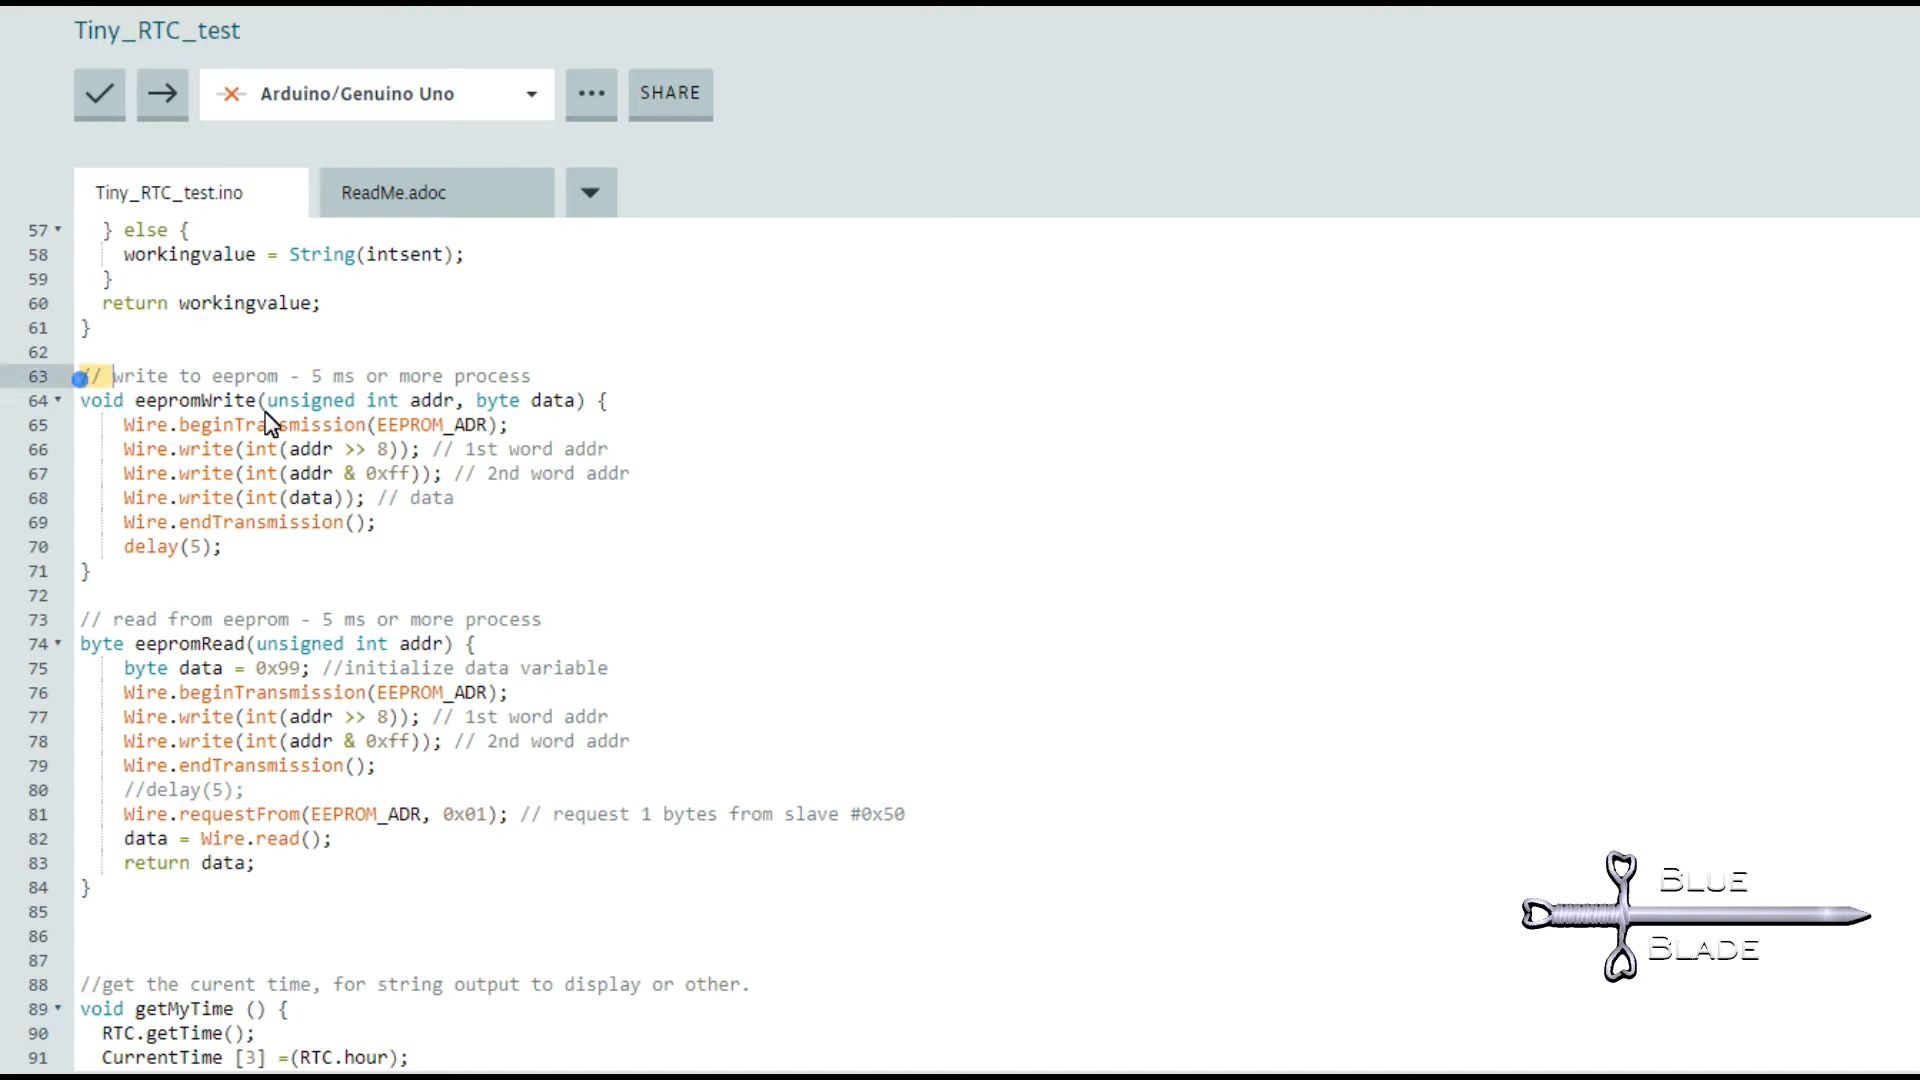 Tiny_RTC_test
Arduino/Genuino Uno
SHARE
Tiny_RTC_test.ino
ReadMe.adoc
57 } else {
58 workingvalue = String(intsent);
59 }
60 return workingvalue;
61 }
62
63 // write to eeprom - 5 ms or more process
64 void eepromWrite(unsigned int addr, byte data) {
65 Wire.beginTransmission(EEPROM_ADR);
66 Wire.write(int(addr >> 8)); // 1st word addr
67 Wire.write(int(addr & 0xff)); // 2nd word addr
68 Wire.write(int(data)); // data
69 Wire.endTransmission();
70 delay(5);
71 }
72
73 // read from eeprom - 5 ms or more process
74 byte eepromRead(unsigned int addr) {
75 byte data = 0x99; //initialize data variable
76 Wire.beginTransmission(EEPROM_ADR);
77 Wire.write(int(addr >> 8)); // 1st word addr
78 Wire.write(int(addr & 0xff)); // 2nd word addr
79 Wire.endTransmission();
80 //delay(5);
81 Wire.requestFrom(EEPROM_ADR, 0x01); // request 1 bytes from slave #0x50
82 data = Wire.read();
83 return data;
84 }
85
86
87
88 //get the curent time, for string output to display or other.
89 void getMyTime () {
90 RTC.getTime();
91 CurrentTime [3] =(RTC.hour);
BLUE
BLADE